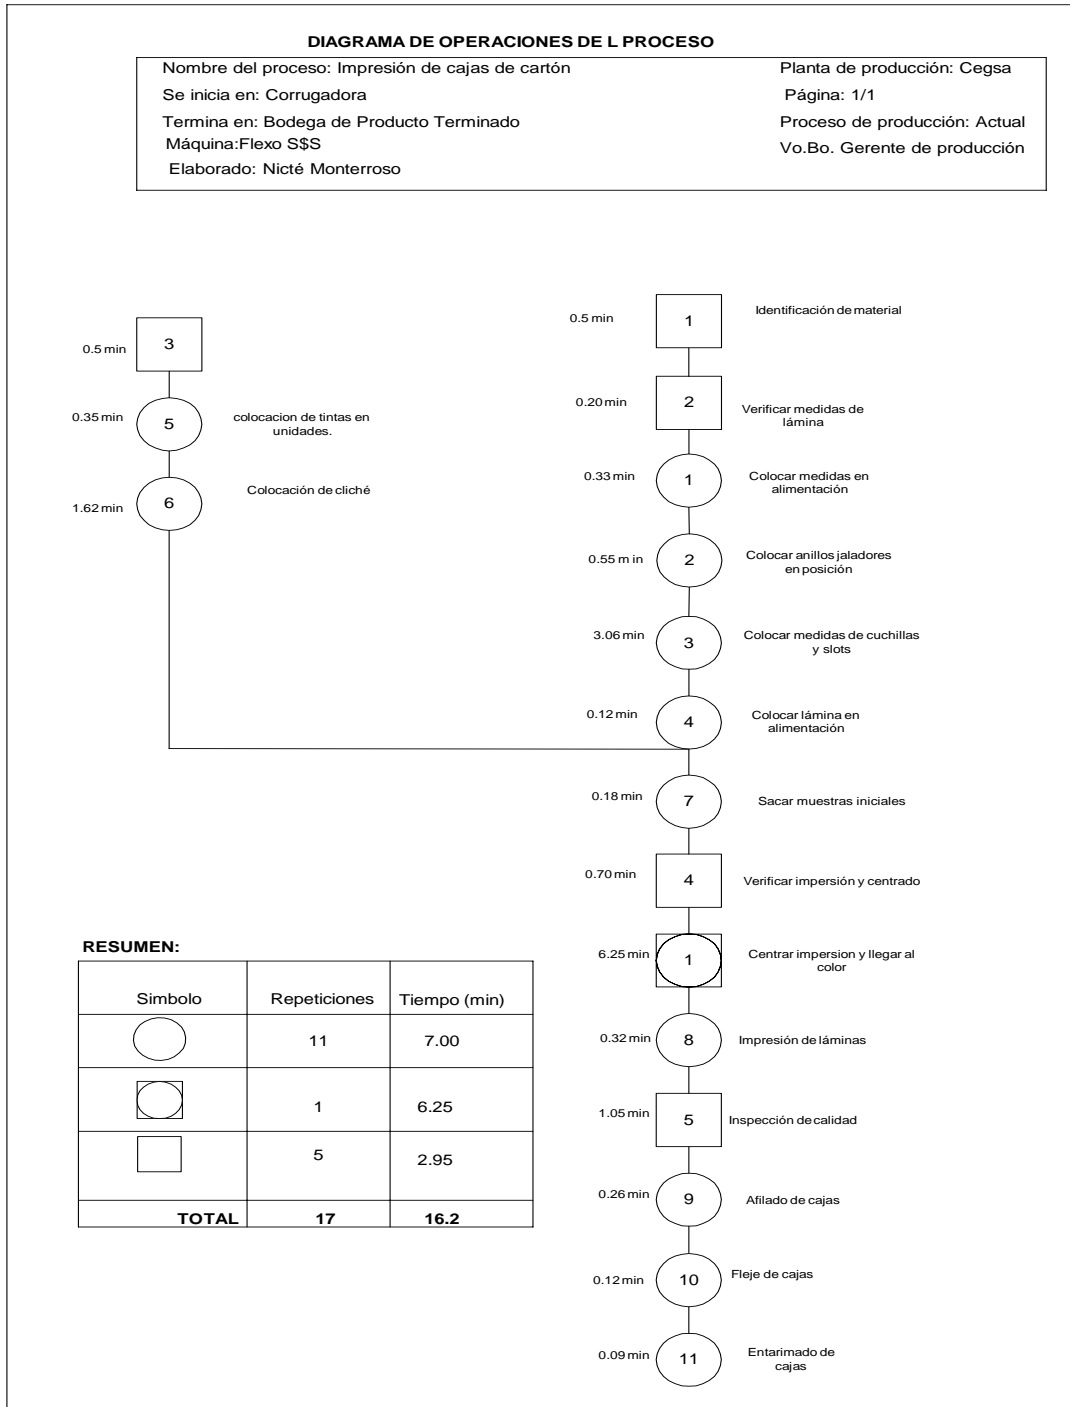 DIAGRAMA DE OPERACIONES DE L PROCESO
Nombre del proceso: Impresión de cajas de cartón
Planta de producción: Cegsa
Se inicia en: Corrugadora
Página: 1/1
Termina en: Bodega de Producto Terminado
Proceso de producción: Actual
Máquina:Flexo S$S
Vo.Bo. Gerente de producción
Elaborado: Nicté Monterroso
0.5 min
3
0.35 min
5
colocacion de tintas en
unidades.
1.62 min
6
Colocación de cliché
0.5 min
1
Identificación de material
0.20 min
2
Verificar medidas de
lámina
0.33 min
1
Colocar medidas en
alimentación
0.55 m in
2
Colocar anillos jaladores
en posición
3.06 min
3
Colocar medidas de cuchillas
y slots
0.12 min
4
Colocar lámina en
alimentación
0.18 min
7
Sacar muestras iniciales
0.70 min
4
Verificar impersión y centrado
6.25 min
1
Centrar impersion y llegar al
color
0.32 min
8
Impresión de láminas
1.05 min
5
Inspección de calidad
0.26 min
9
Afilado de cajas
0.12 min
10
Fleje de cajas
0.09 min
11
Entarimado de
cajas
RESUMEN:
Simbolo Repeticiones Tiempo (min)
11 7.00
1 6.25
5 2.95
TOTAL 17 16.2